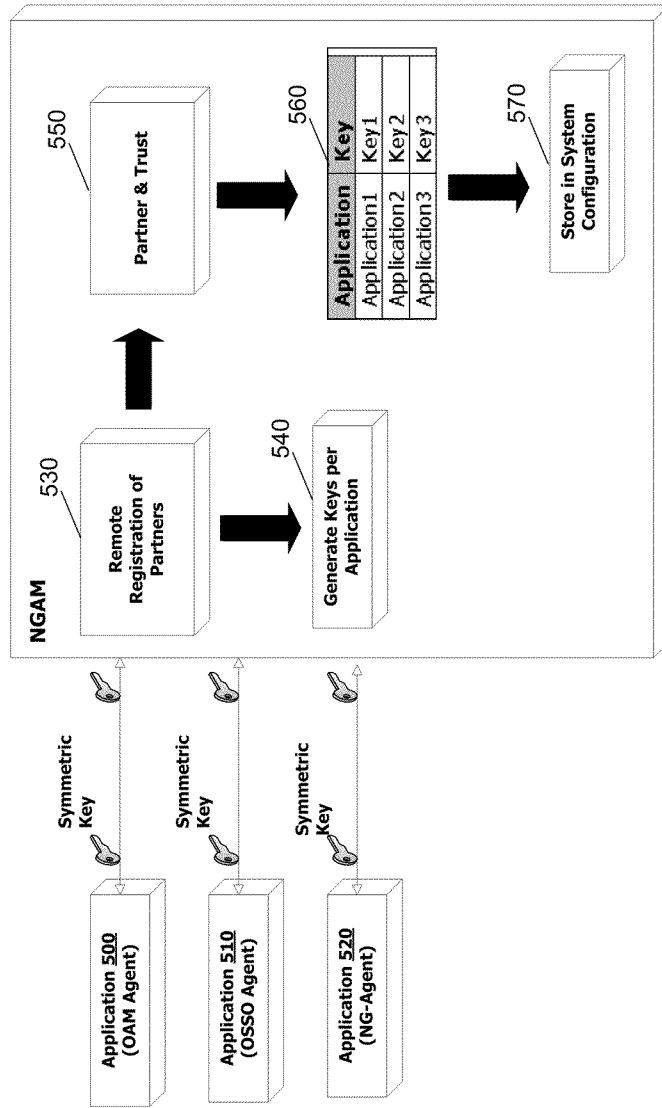 NGAM
Application 500
(OAM Agent)
Symmetric
Key
530
Remote
Registration of
Partners
550
Partner & Trust
Application 510
(OSSO Agent)
Symmetric
Key
Application 520
(NG-Agent)
Symmetric
Key
540
Generate Keys per
Application
560
Application Key
Application1 Key1
Application2 Key2
Application3 Key3
570
Store in System
Configuration